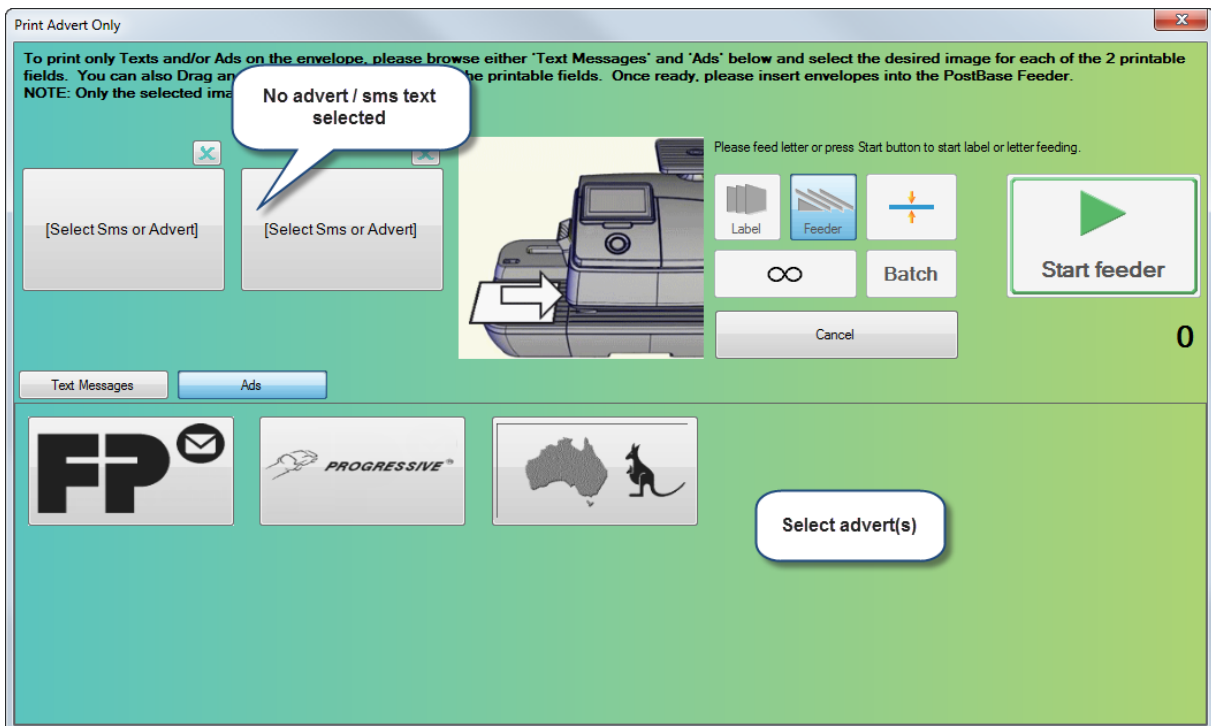 Print Advert Only
To print only Texts and/or Ads on the envelope, please browse either 'Text Messages' and 'Ads' below and select the desired image for each of the 2 printable
fields. You can also Drag an he printable fields. Once ready, please insert envelopes into the PostBase Feeder.
NOTE: Only the selected ima
No advert / sms text
selected
Please feed letter or press Start button to start label or letter feeding.
[Select Sms or Advert]
[Select Sms or Advert]
Label
Feeder
Start feeder
∞
Batch
Cancel
0
Text Messages
Ads
FP
PROGRESSIVE
Select advert(s)